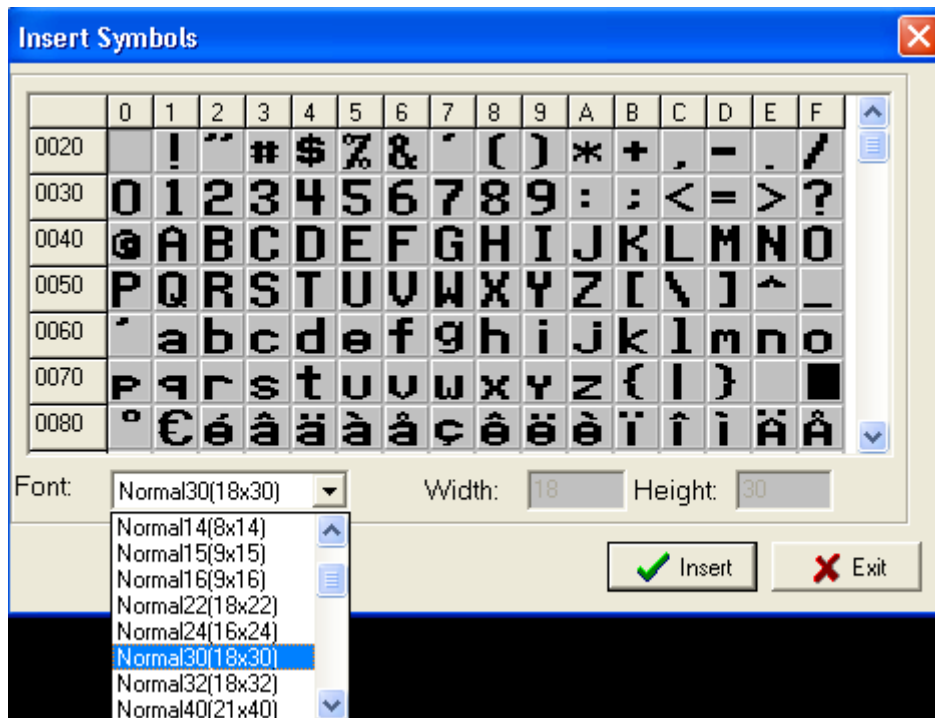 Insert Symbols
0 1 2 3 4 5 6 7 8 9 A B C D E F
0020 ! ˝ # $ % & ´ ( ) * + , - . /
0030 0 1 2 3 4 5 6 7 8 9 : ; < = > ?
0040 @ A B C D E F G H I J K L M N O
0050 P Q R S T U V W X Y Z [ \ ] ^ _
0060 ´ a b c d e f g h i j k l m n o
0070 p q r s t u v w x y z { | } ■
0080 º € é â ä à å ç ê ë è ï î ì Ä Å
Font: Normal30(18x30) Width: 18 Height: 30
Normal14(8x14)
Normal15(9x15)
Normal16(9x16)
Normal22(18x22)
Normal24(16x24)
Normal30(18x30)
Normal32(18x32)
Normal40(21x40)
Insert Exit